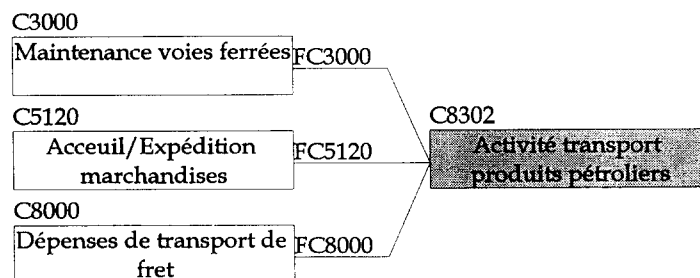 C3000
Maintenance voies ferrées
FC3000
C5120
Acceuil/Expédition
marchandises
FC5120
C8302
Activité transport
produits pétroliers
C8000
Dépenses de transport de
fret
FC8000